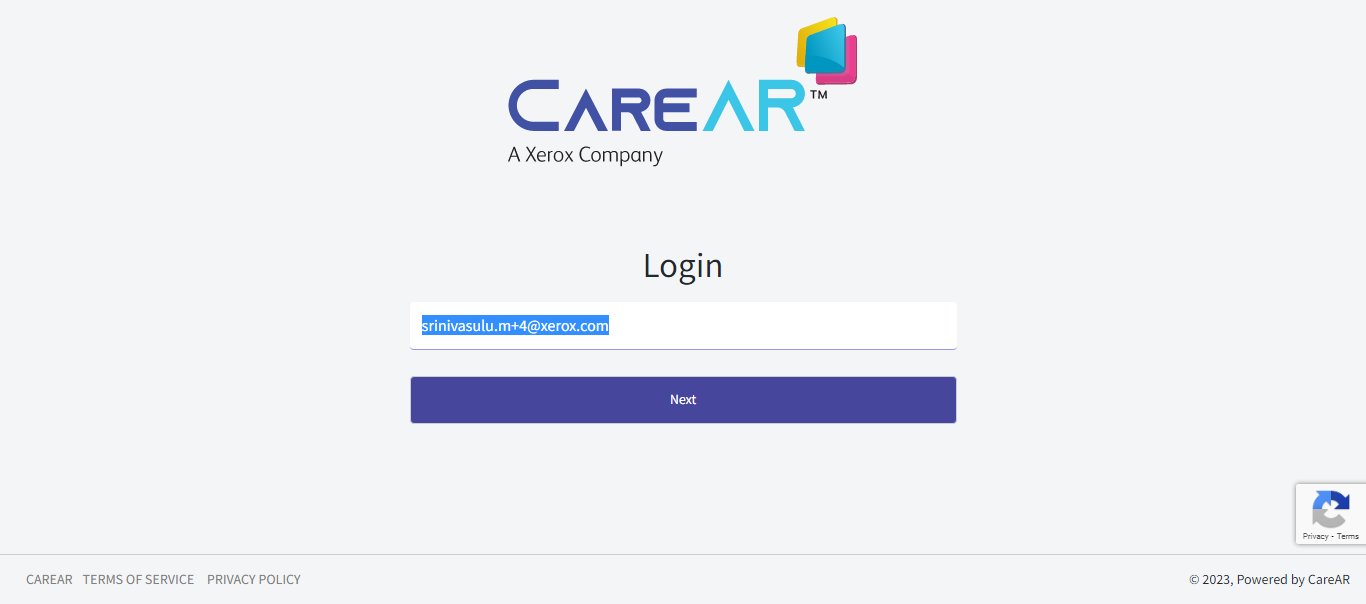 CAREAR™
A Xerox Company
Login
srinivasulu.m+4@xerox.com
Next
Privacy - Terms
CAREAR TERMS OF SERVICE PRIVACY POLICY © 2023, Powered by CareAR